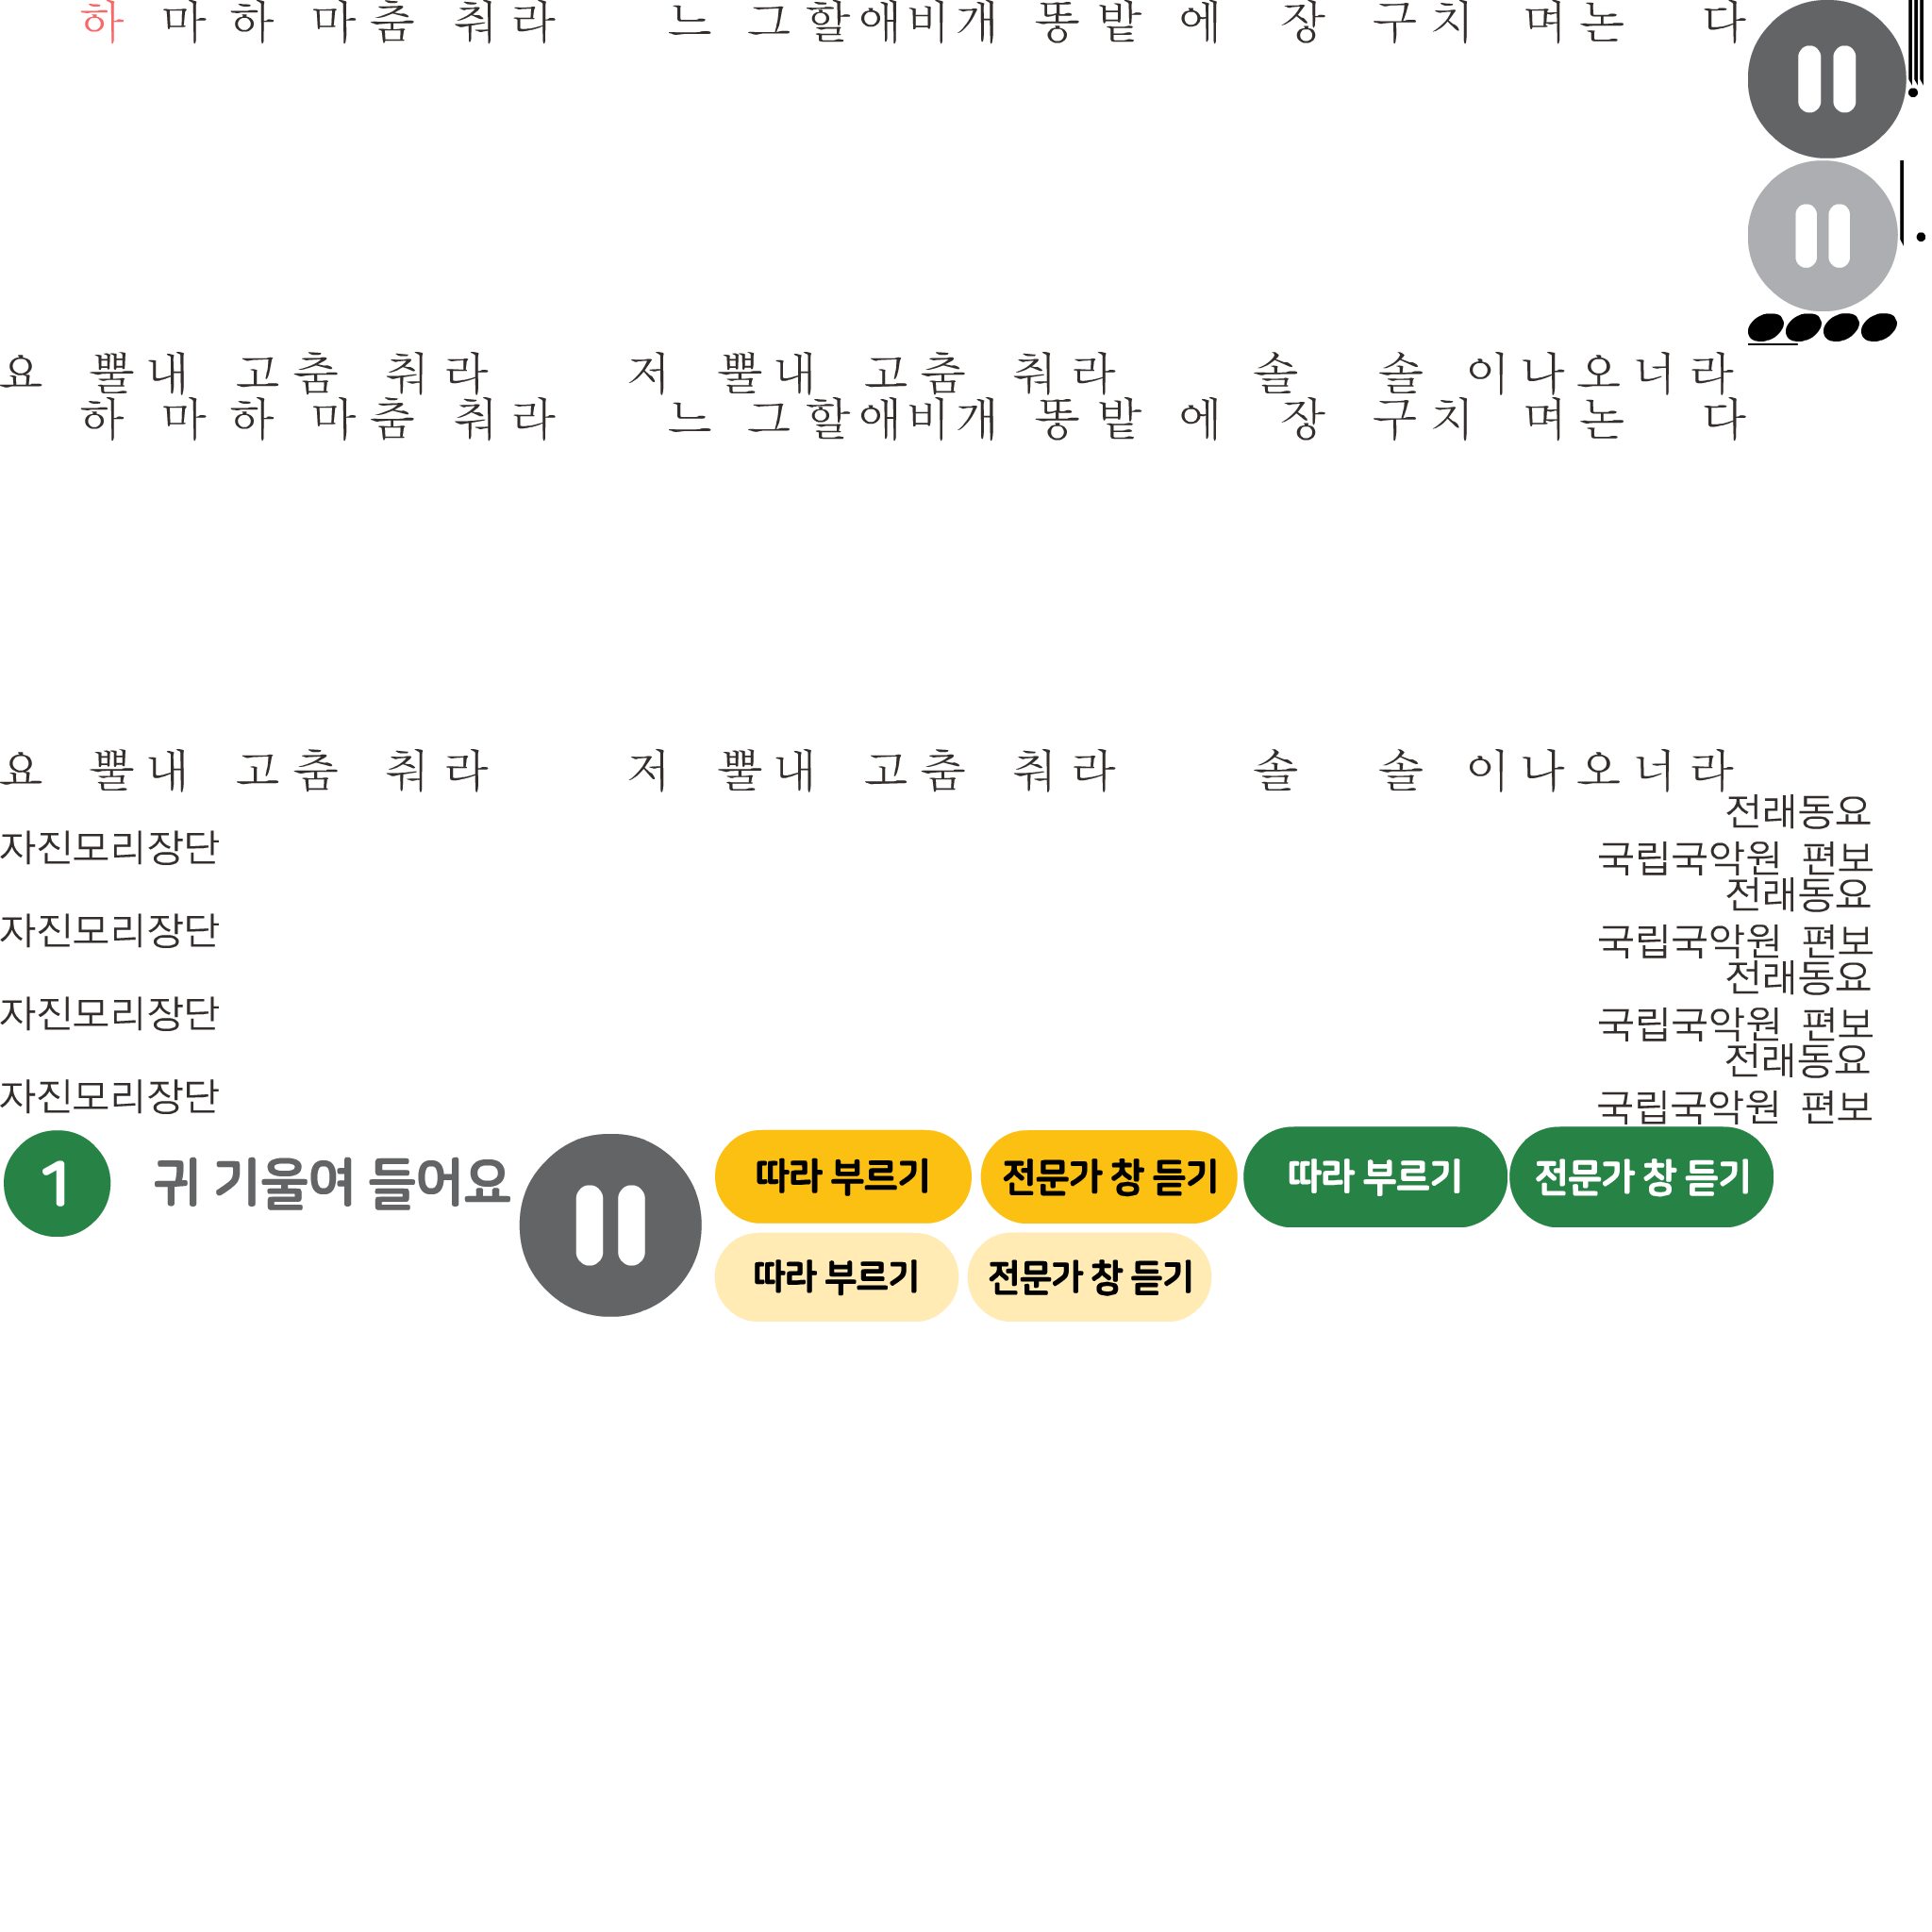 하 마 하 마 춤 취 라 느 그 할 애 비 개 똥 밭 에 장 구 치 며 논 다
요 뿔 내 고 춤 취 라 저 뿔 내 고 춤 취 라 솔 솔 이 나 오 너 라
하 마 하 마 춤 취 라 느 그 할 애 비 개 똥 밭 에 장 구 치 며 논 다
요 뿔 내 고 춤 취 라 저 뿔 내 고 춤 취 라 솔 솔 이 나 오 너 라
전래동요
자진모리장단
국립국악원 편보
전래동요
자진모리장단
국립국악원 편보
전래동요
자진모리장단
국립국악원 편보
전래동요
자진모리장단
국립국악원 편보
1 귀 기울여 들어요
따라 부르기 전문가 창 듣기 따라 부르기 전문가 창 듣기
따라 부르기 전문가 창 듣기